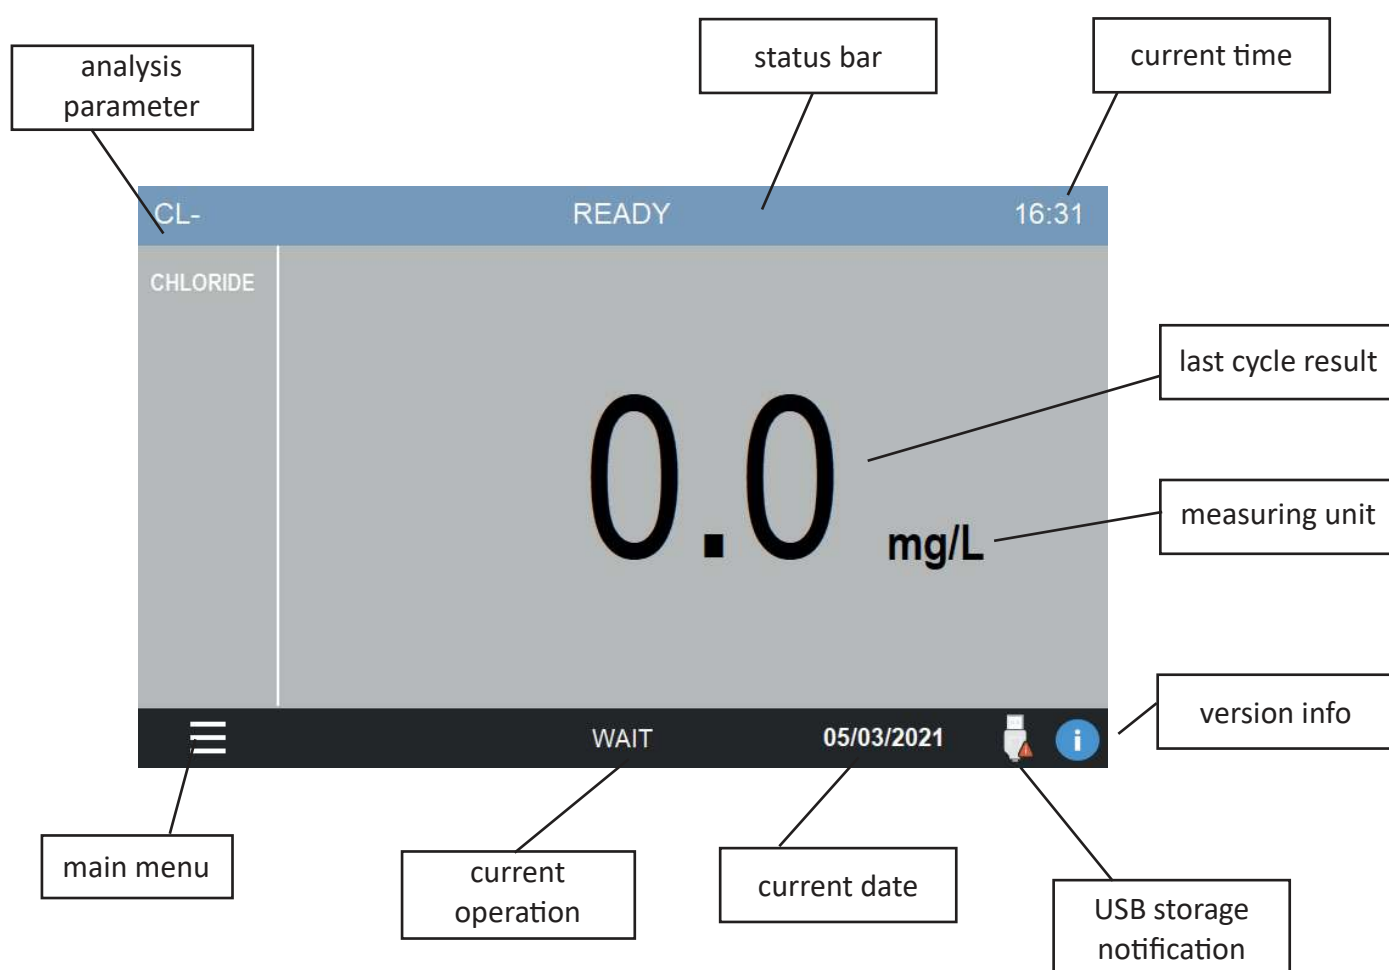 analysis
parameter
status bar
current time
CL-
READY
16:31
CHLORIDE
0.0
mg/L
last cycle result
measuring unit
version info
WAIT
05/03/2021
i
main menu
current
operation
current date
USB storage
notification